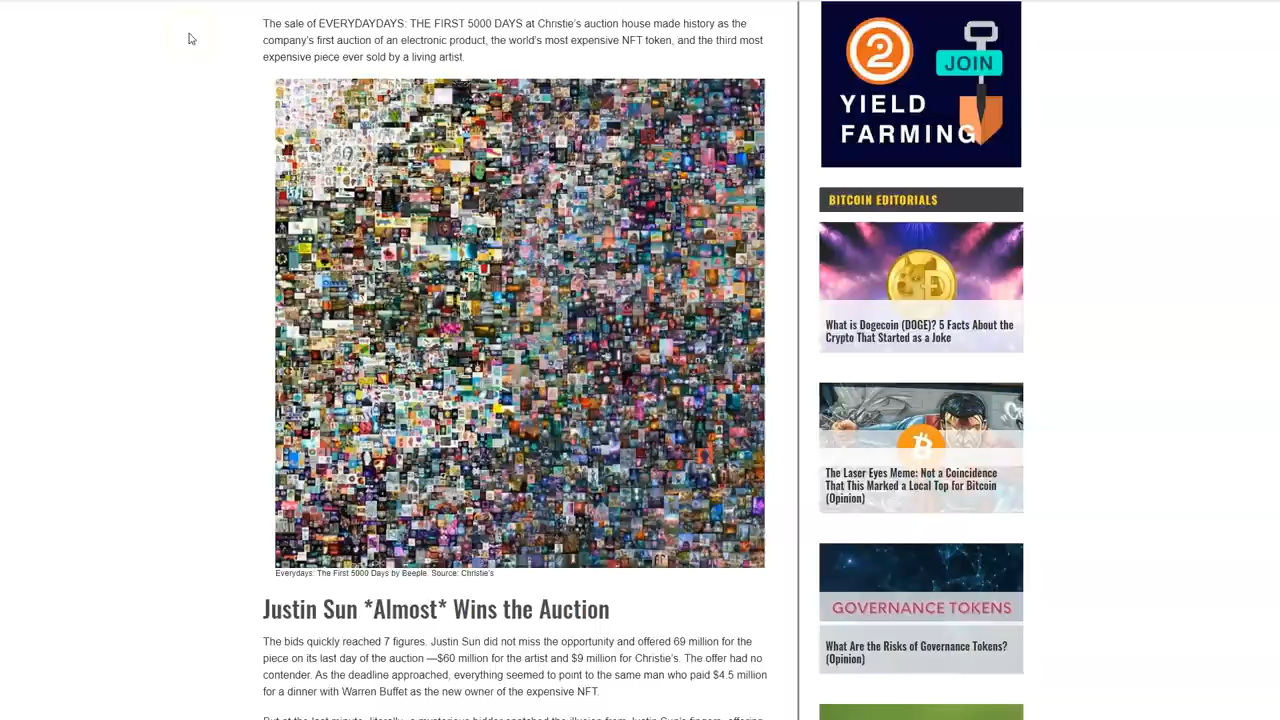 The sale of EVERYDAYDAYS: THE FIRST 5000 DAYS at Christie's auction house made history as the
company's first auction of an electronic product, the world's most expensive NFT token, and the third most
expensive piece ever sold by a living artist.
Everydays: The First 5000 Days by Beeple. Source: Christie's
Justin Sun *Almost* Wins the Auction
The bids quickly reached 7 figures. Justin Sun did not miss the opportunity and offered 69 million for the
piece on its last day of the auction —$60 million for the artist and $9 million for Christie's. The offer had no
contender. As the deadline approached, everything seemed to point to the same man who paid $4.5 million
for a dinner with Warren Buffet as the new owner of the expensive NFT.
2
JOIN
YIELD
FARMING
BITCOIN EDITORIALS
What is Dogecoin (DOGE)? 5 Facts About the
Crypto That Started as a Joke
The Laser Eyes Meme: Not a Coincidence
That This Marked a Local Top for Bitcoin
(Opinion)
GOVERNANCE TOKENS
What Are the Risks of Governance Tokens?
(Opinion)